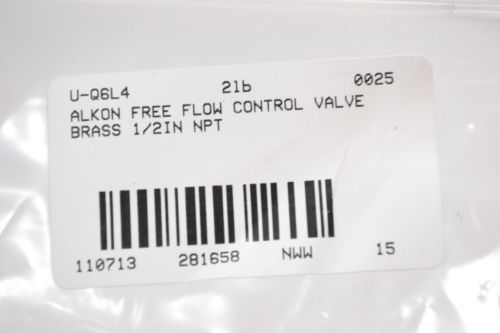 U-Q6L4 21b 0025
ALKON FREE FLOW CONTROL VALVE
BRASS 1/2IN NPT
110713 281658 NWW 15